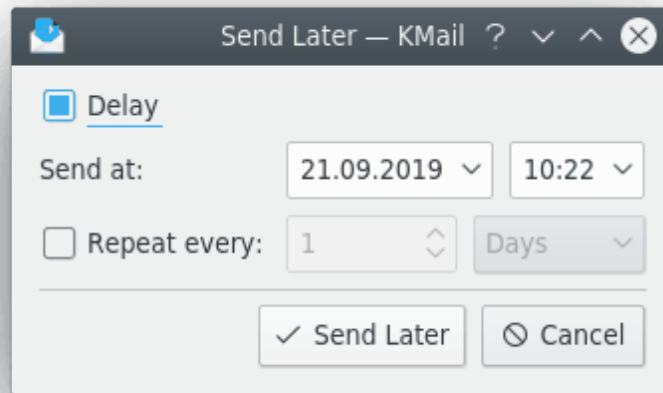 Send Later — KMail ?
Delay
Send at: 21.09.2019 10:22
Repeat every: 1 Days
Send Later Cancel